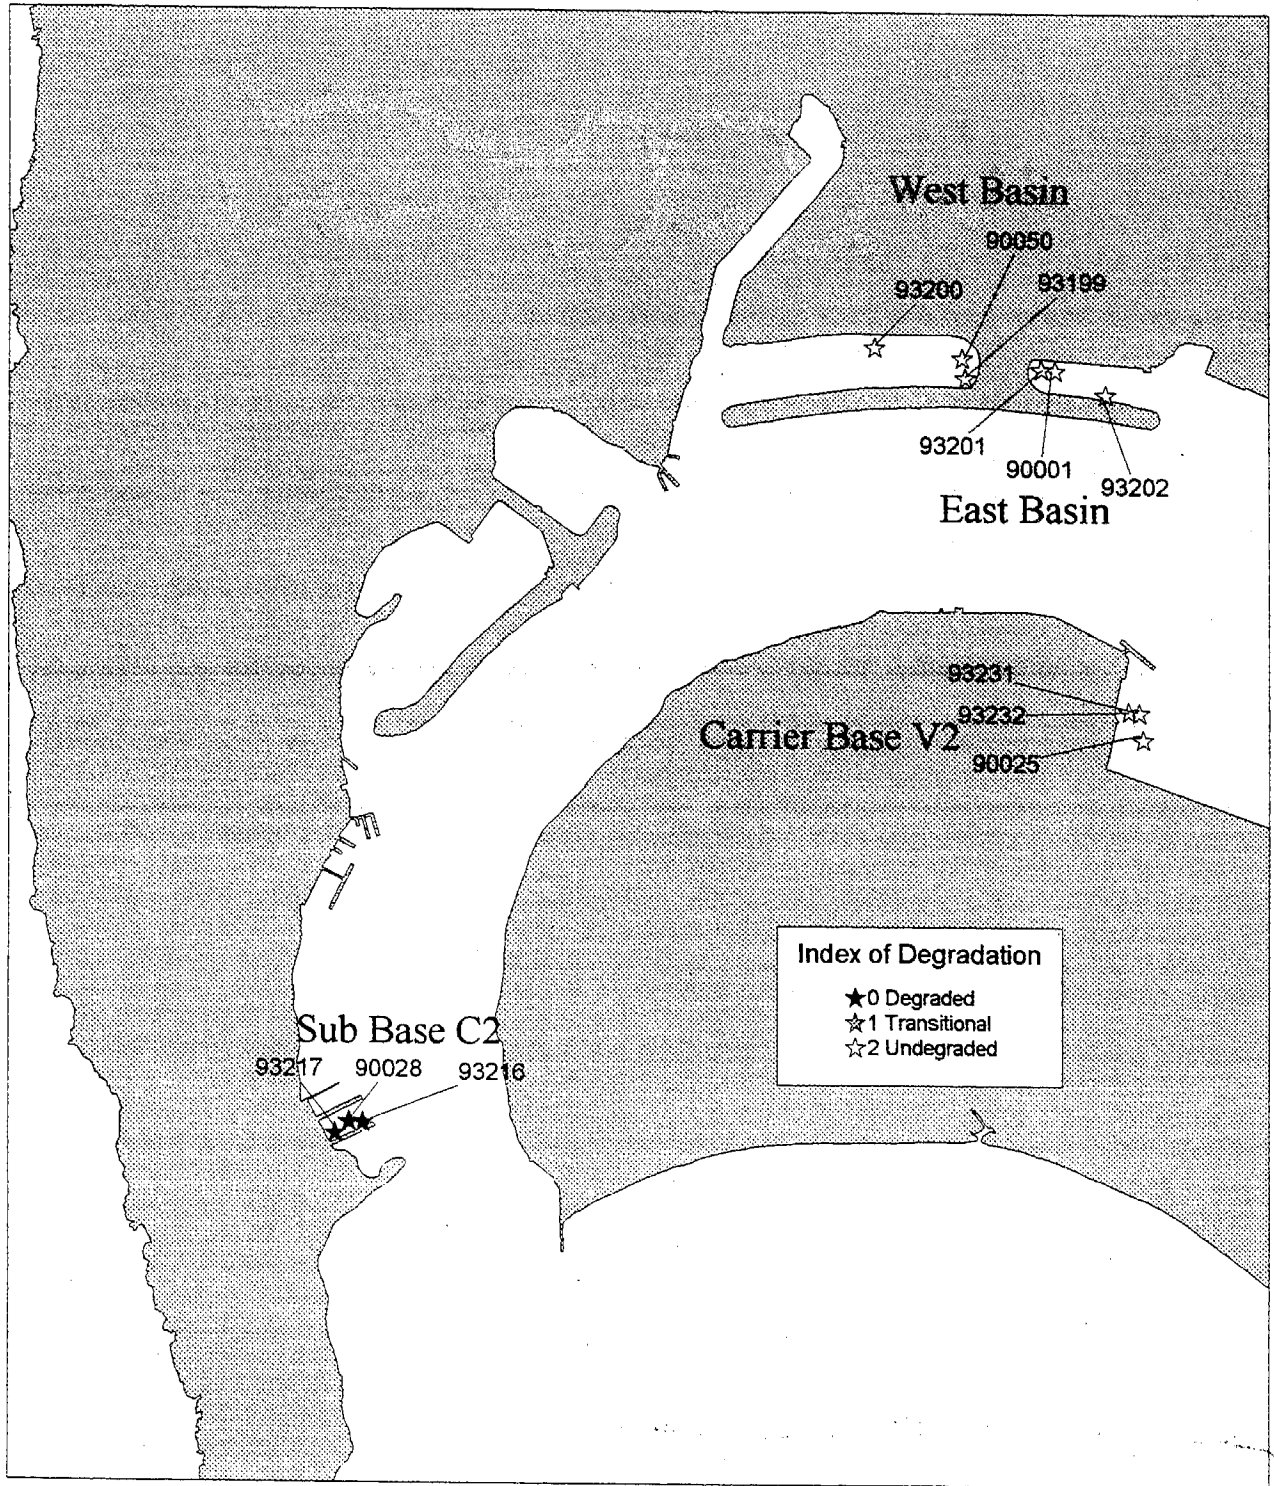 West Basin
90050
93200
93199
93201
90001
93202
East Basin
93231
93232
Carrier Base V2
90025
Index of Degradation
0 Degraded
1 Transitional
2 Undegraded
Sub Base C2
93217
90028
93216